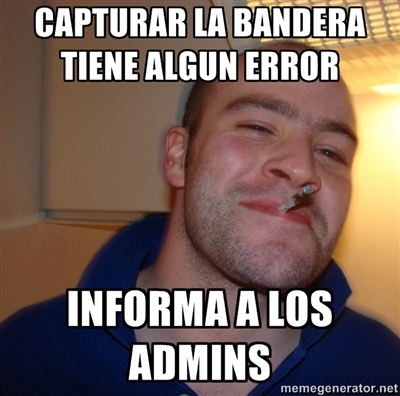 CAPTURAR LA BANDERA
TIENE ALGUN ERROR
INFORMA A LOS
ADMINS
memegenerator.net